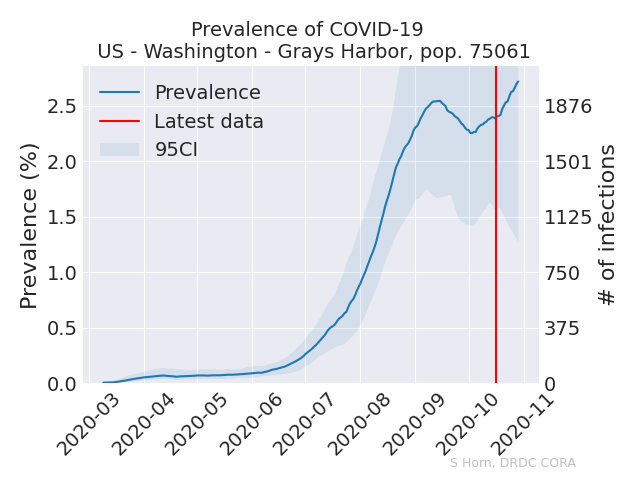 Prevalence of COVID-19
US - Washington - Grays Harbor, pop. 75061
Prevalence
Latest data
95CI
Prevalence (%)
2.5
2.0
1.5
1.0
0.5
0.0
1876
1501
1125
750
375
0
# of infections
2020-03
2020-04
2020-05
2020-06
2020-07
2020-08
2020-09
2020-10
2020-11
S Horn, DRDC CORA